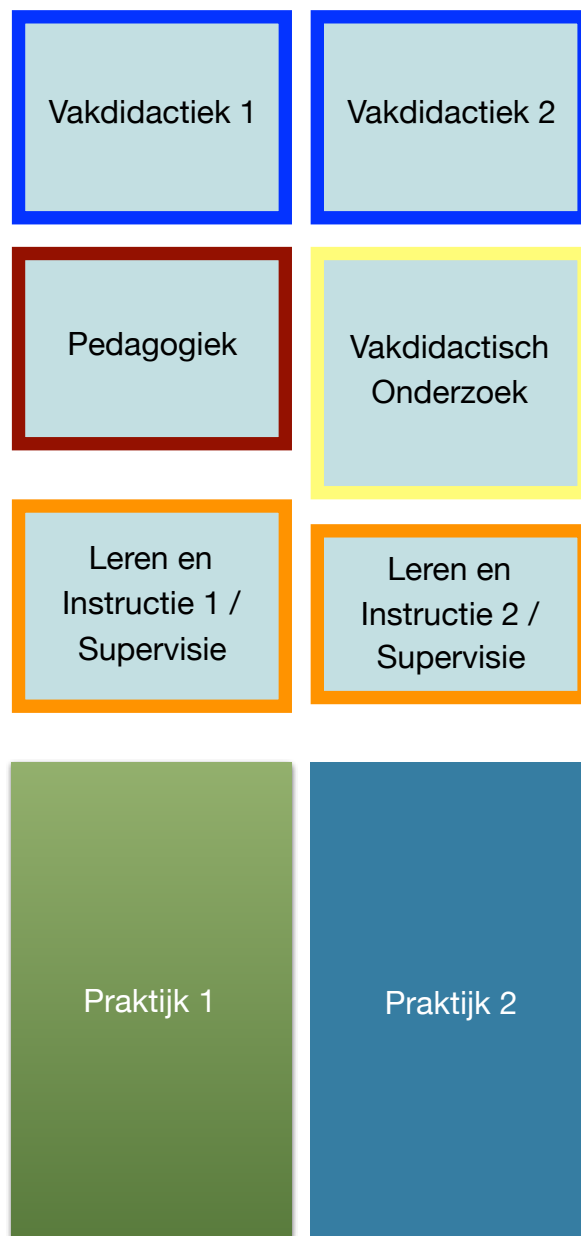 Vakdidactiek 1
Vakdidactiek 2
Pedagogiek
Vakdidactisch
Onderzoek
Leren en
Instructie 1 /
Supervisie
Leren en
Instructie 2 /
Supervisie
Praktijk 1
Praktijk 2